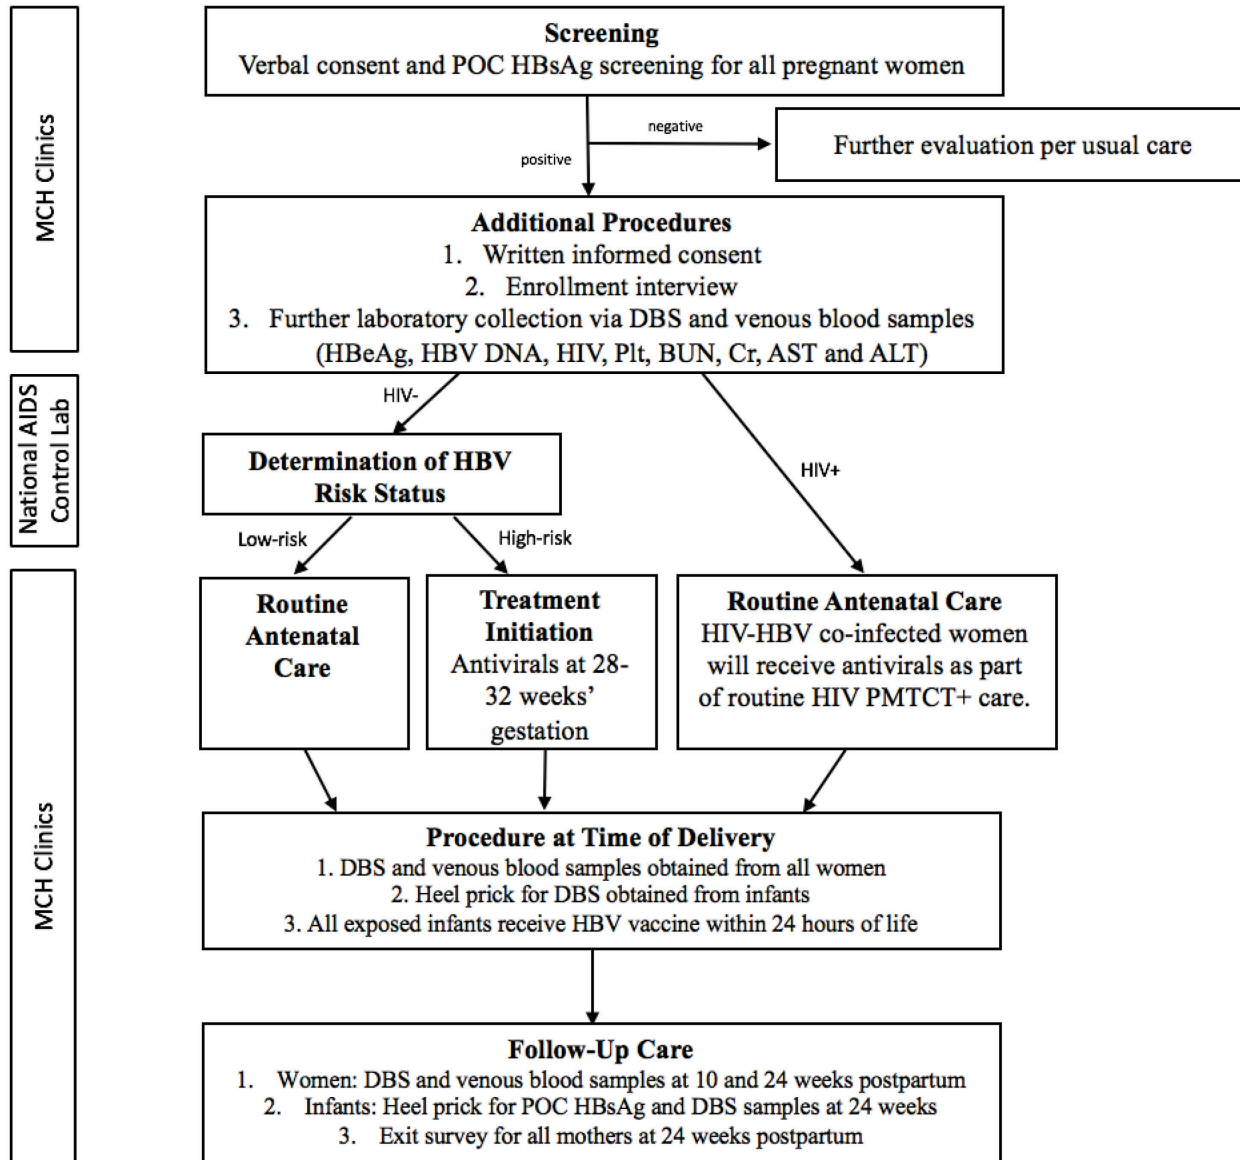 MCH Clinics
Screening
Verbal consent and POC HBsAg screening for all pregnant women
negative
positive
Further evaluation per usual care
Additional Procedures
1. Written informed consent
2. Enrollment interview
3. Further laboratory collection via DBS and venous blood samples
(HBeAg, HBV DNA, HIV, Plt, BUN, Cr, AST and ALT)
National AIDS
Control Lab
HIV-
HIV+
Determination of HBV
Risk Status
Low-risk
High-risk
MCH Clinics
Routine
Antenatal
Care
Treatment
Initiation
Antivirals at 28-
32 weeks’
gestation
Routine Antenatal Care
HIV-HBV co-infected women
will receive antivirals as part
of routine HIV PMTCT+ care.
Procedure at Time of Delivery
1. DBS and venous blood samples obtained from all women
2. Heel prick for DBS obtained from infants
3. All exposed infants receive HBV vaccine within 24 hours of life
Follow-Up Care
1. Women: DBS and venous blood samples at 10 and 24 weeks postpartum
2. Infants: Heel prick for POC HBsAg and DBS samples at 24 weeks
3. Exit survey for all mothers at 24 weeks postpartum